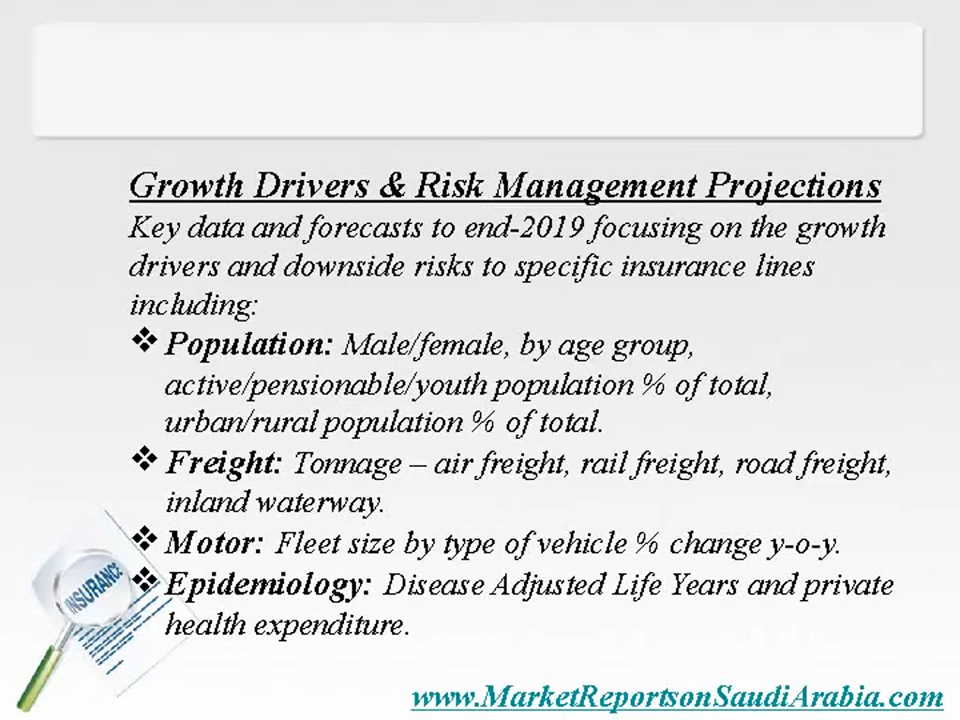 Growth Drivers & Risk Management Projections
Key data and forecasts to end-2019 focusing on the growth
drivers and downside risks to specific insurance lines
including:
❖ Population: Male/female, by age group,
active/pensionable/youth population % of total,
urban/rural population % of total.
❖ Freight: Tonnage – air freight, rail freight, road freight,
inland waterway.
❖ Motor: Fleet size by type of vehicle % change y-o-y.
❖ Epidemiology: Disease Adjusted Life Years and private
health expenditure.
INSURANCE
www.MarketReportsonSaudiArabia.com